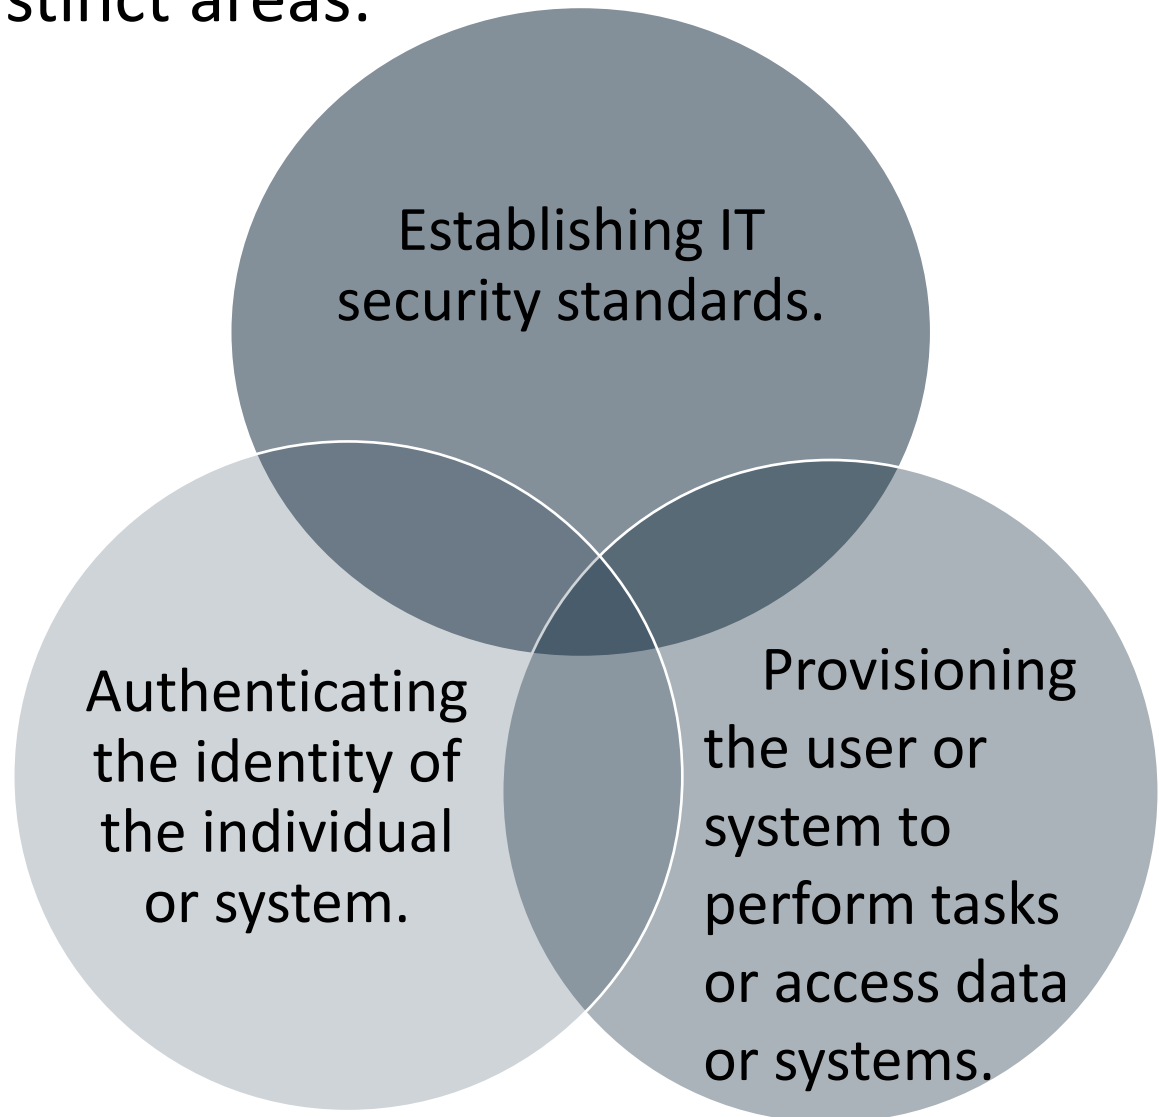 areas.
Establishing IT
security standards.
Authenticating
the identity of
the individual
or system.
Provisioning
the user or
system to
perform tasks
or access data
or systems.